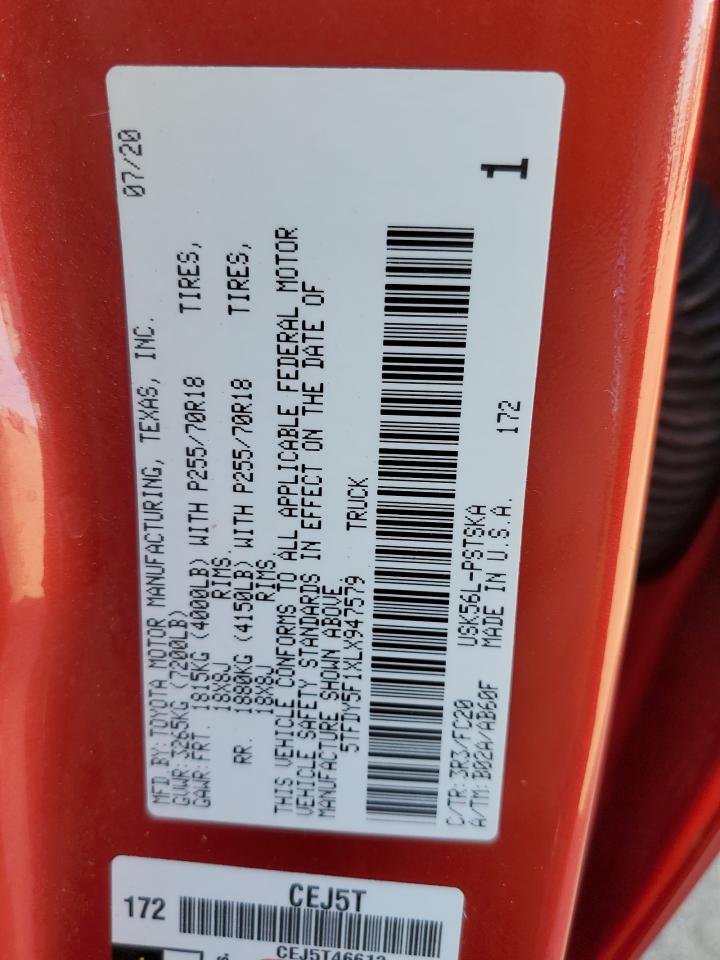 MFD BY: TOYOTA MOTOR MANUFACTURING, TEXAS, INC. 07/20
GVWR: 3265KG (7200LB)
GAWR: FRT. 1815KG (4000LB) WITH P255/70R18 TIRES,
18X8J RIMS.
RR. 1880KG (4150LB) WITH P255/70R18 TIRES,
18X8J RIMS
THIS VEHICLE CONFORMS TO ALL APPLICABLE FEDERAL MOTOR
VEHICLE SAFETY STANDARDS IN EFFECT ON THE DATE OF
MANUFACTURE SHOWN ABOVE
5TFDY5F1XLX947579 TRUCK
C/TR: 3R3/FC20 USK56L-PSTSKA 172
A/TM: B02A/AB60F MADE IN U.S.A.
1
CEJ5T
172
CEJ5T46613